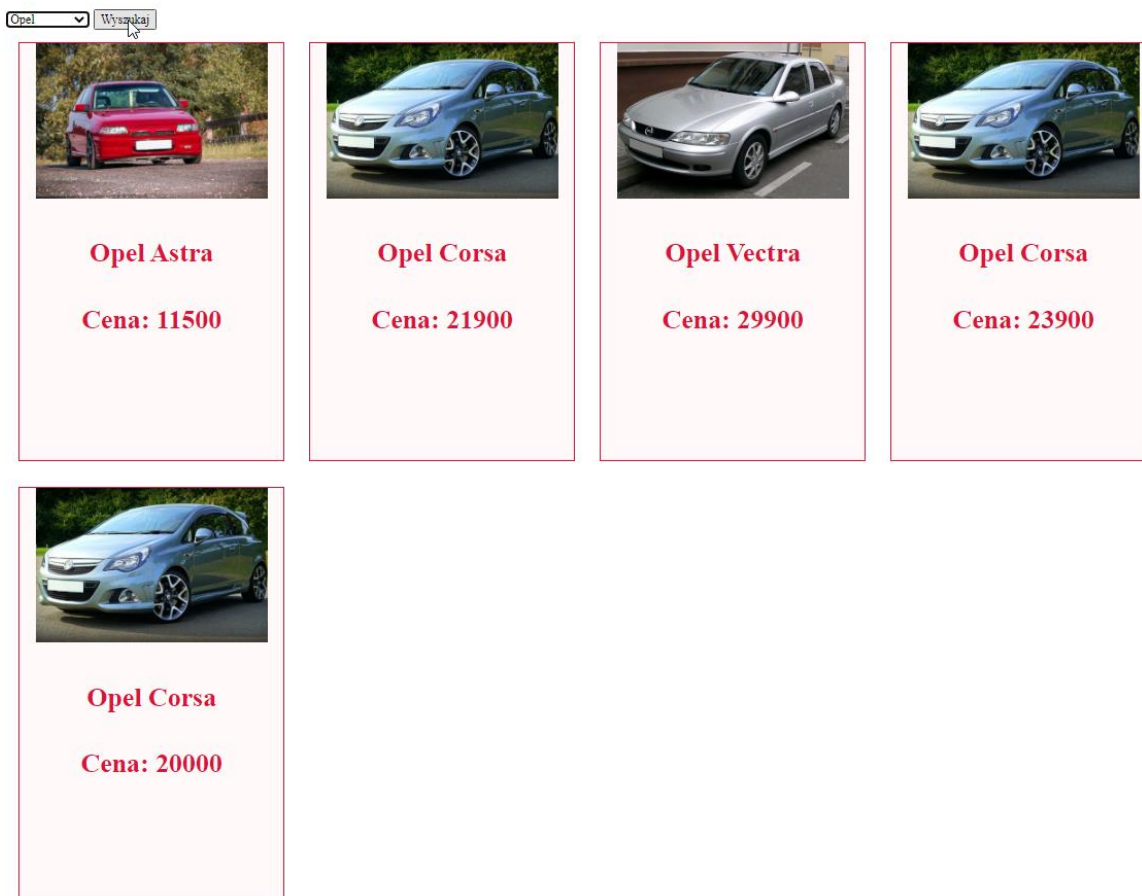 Opel Wyszukaj
Opel Astra
Cena: 11500
Opel Corsa
Cena: 21900
Opel Vectra
Cena: 29900
Opel Corsa
Cena: 23900
Opel Corsa
Cena: 20000